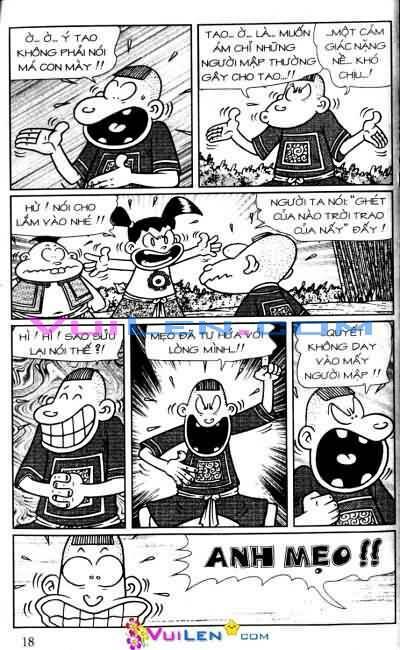 Ờ.. Ờ.. Ý TAO
KHÔNG PHẢI NÓI
MÁ CON MÀY !!
TAO.. Ờ.. LÀ.. MUỐN
ÁM CHỈ NHỮNG
NGƯỜI MẬP THƯỜNG
GÂY CHO TAO...!!
...MỘT CẢM
GIÁC NẶNG
NỀ... KHÓ
CHỊU...!
HỪ ! NÓI CHO
LẮM VÀO NHÉ !!
NGƯỜI TA NÓI: "GHÉT
CỦA NÀO TRỜI TRAO
CỦA NẤY" ĐẤY !
VuiLen.com
HÌ ! HÌ ! SAO SỬU
LẠI NÓI THẾ ?!
MẸO ĐÃ TỰ HỨA VỚI
LÒNG MÌNH...!!
QUYẾT
KHÔNG DAY
VÀO MẤY
NGƯỜI MẬP !!
ANH MẸO !!
18
VuiLen.com